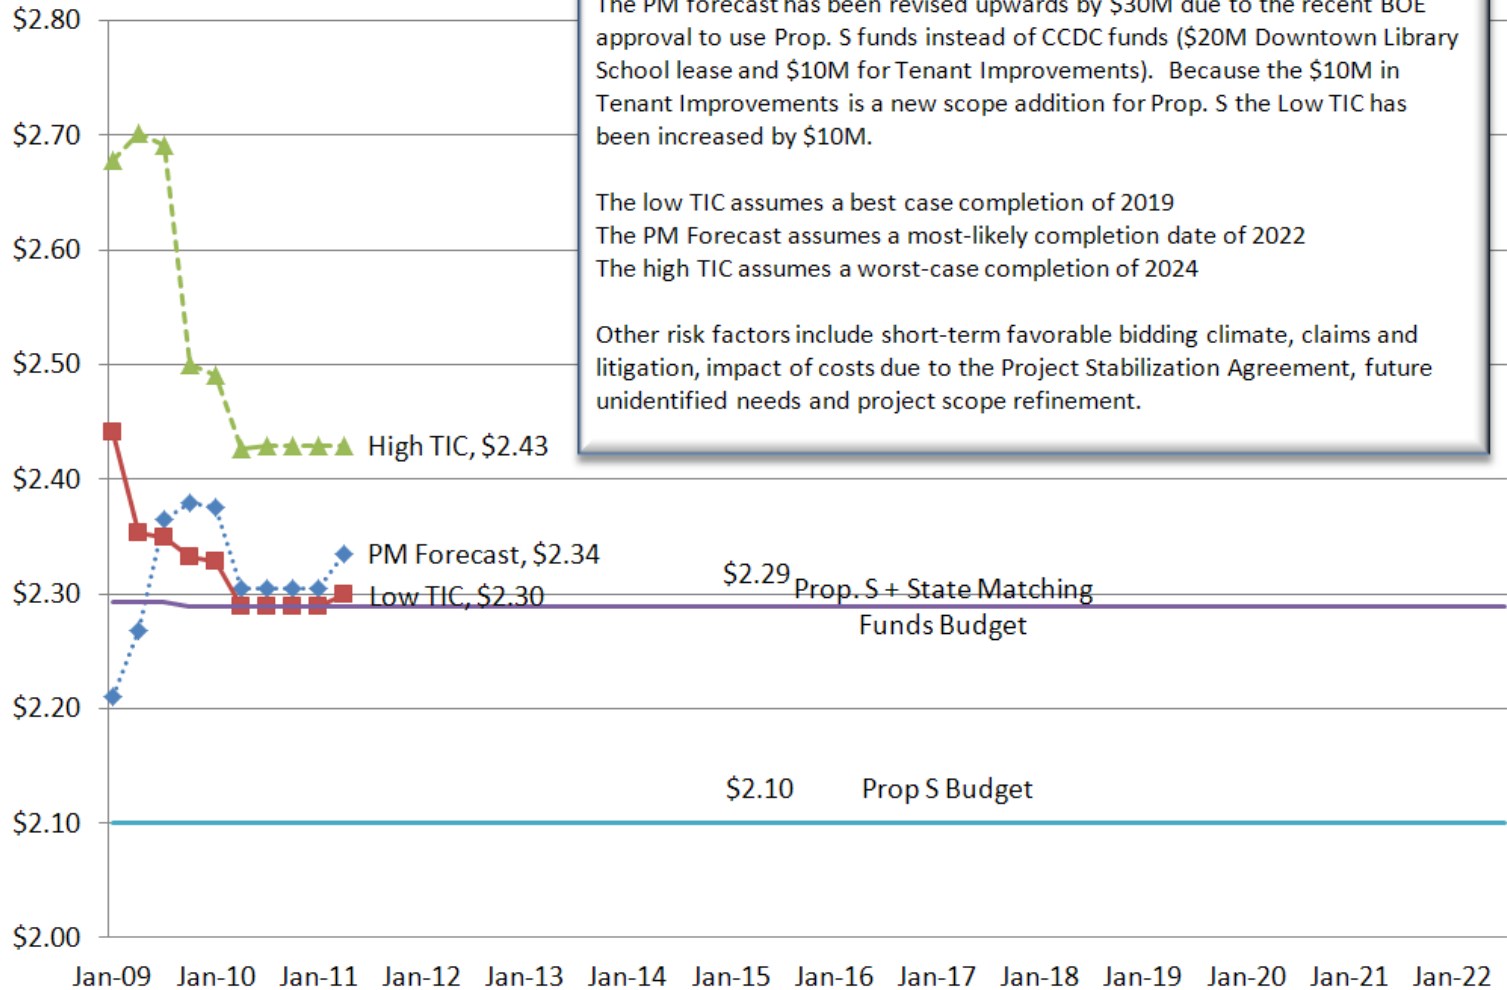 $2.80
The PM forecast has been revised upwards by $30M due to the recent BOE
approval to use Prop. S funds instead of CCDC funds ($20M Downtown Library
School lease and $10M for Tenant Improvements).  Because the $10M in
Tenant Improvements is a new scope addition for Prop. S the Low TIC has
been increased by $10M.
The low TIC assumes a best case completion of 2019
The PM Forecast assumes a most-likely completion date of 2022
The high TIC assumes a worst-case completion of 2024
Other risk factors include short-term favorable bidding climate, claims and
litigation, impact of costs due to the Project Stabilization Agreement, future
unidentified needs and project scope refinement.
$2.70
$2.60
$2.50
High TIC, $2.43
$2.40
PM Forecast, $2.34
Low TIC, $2.30
$2.30
$2.29
Prop. S + State Matching
Funds Budget
$2.20
$2.10 Prop S Budget
$2.10
$2.00
Jan-09 Jan-10 Jan-11 Jan-12 Jan-13 Jan-14 Jan-15 Jan-16 Jan-17 Jan-18 Jan-19 Jan-20 Jan-21 Jan-22